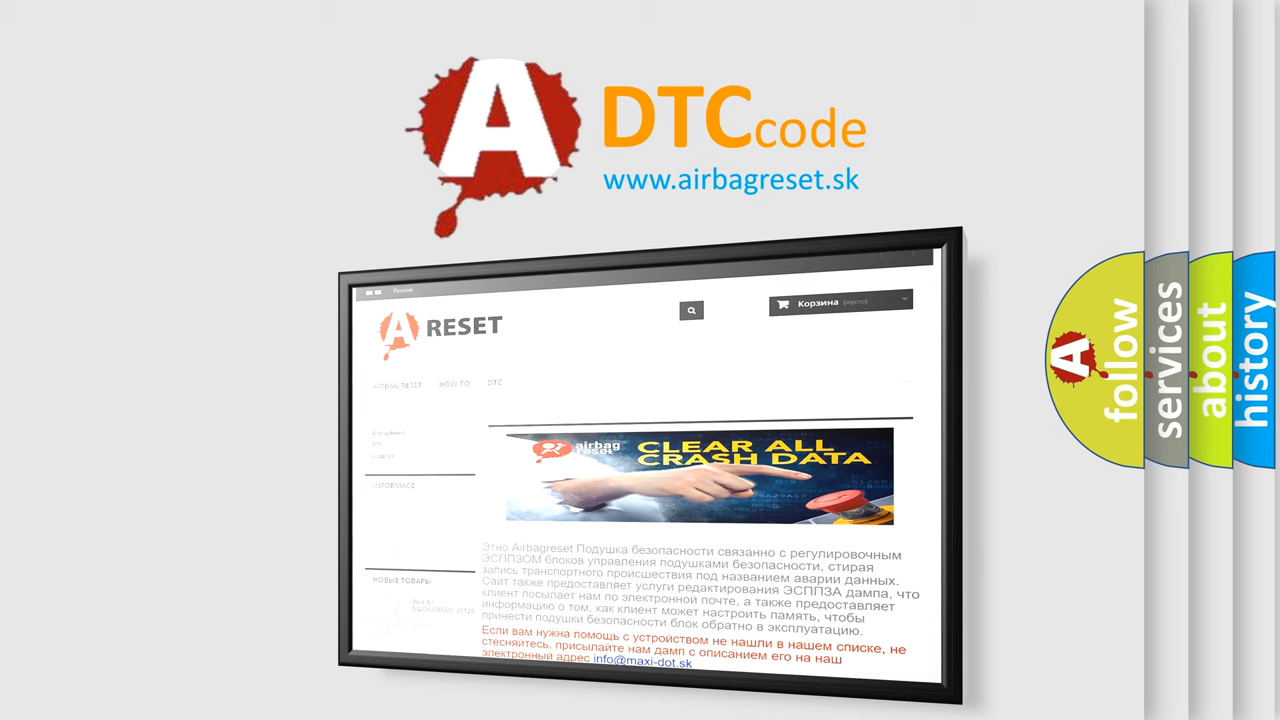 A
DTCcode
www.airbagreset.sk
Русский
Корзина (пусто)
A RESET
AIRBAG RESET HOW TO DTC
INFORMACE
НОВЫЕ ТОВАРЫ
airbag
reset
CLEAR ALL
CRASH DATA
Этно Airbagreset Подушка безопасности связанно с регулировочным
ЭСППЗОМ блоков управления подушками безопасности, стирая
запись транспортного происшествия под названием аварии данных.
Сайт также предоставляет услуги редактирования ЭСППЗА дампа, что
клиент посылает нам по электронной почте, а также предоставляет
информацию о том, как клиент может настроить память, чтобы
принести подушки безопасности блок обратно в эксплуатацию.
Если вам нужна помощь с устройством не нашли в нашем списке, не
стесняйтесь, присылайте нам дамп с описанием его на наш
электронный адрес info@maxi-dot.sk
A
follow
services
about
history